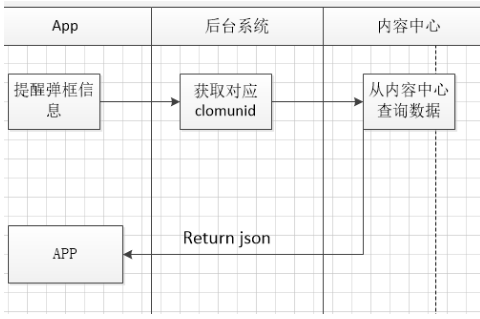 App
后台系统
内容中心
提醒弹框信
息
获取对应
clomunid
从内容中心
查询数据
Return json
APP